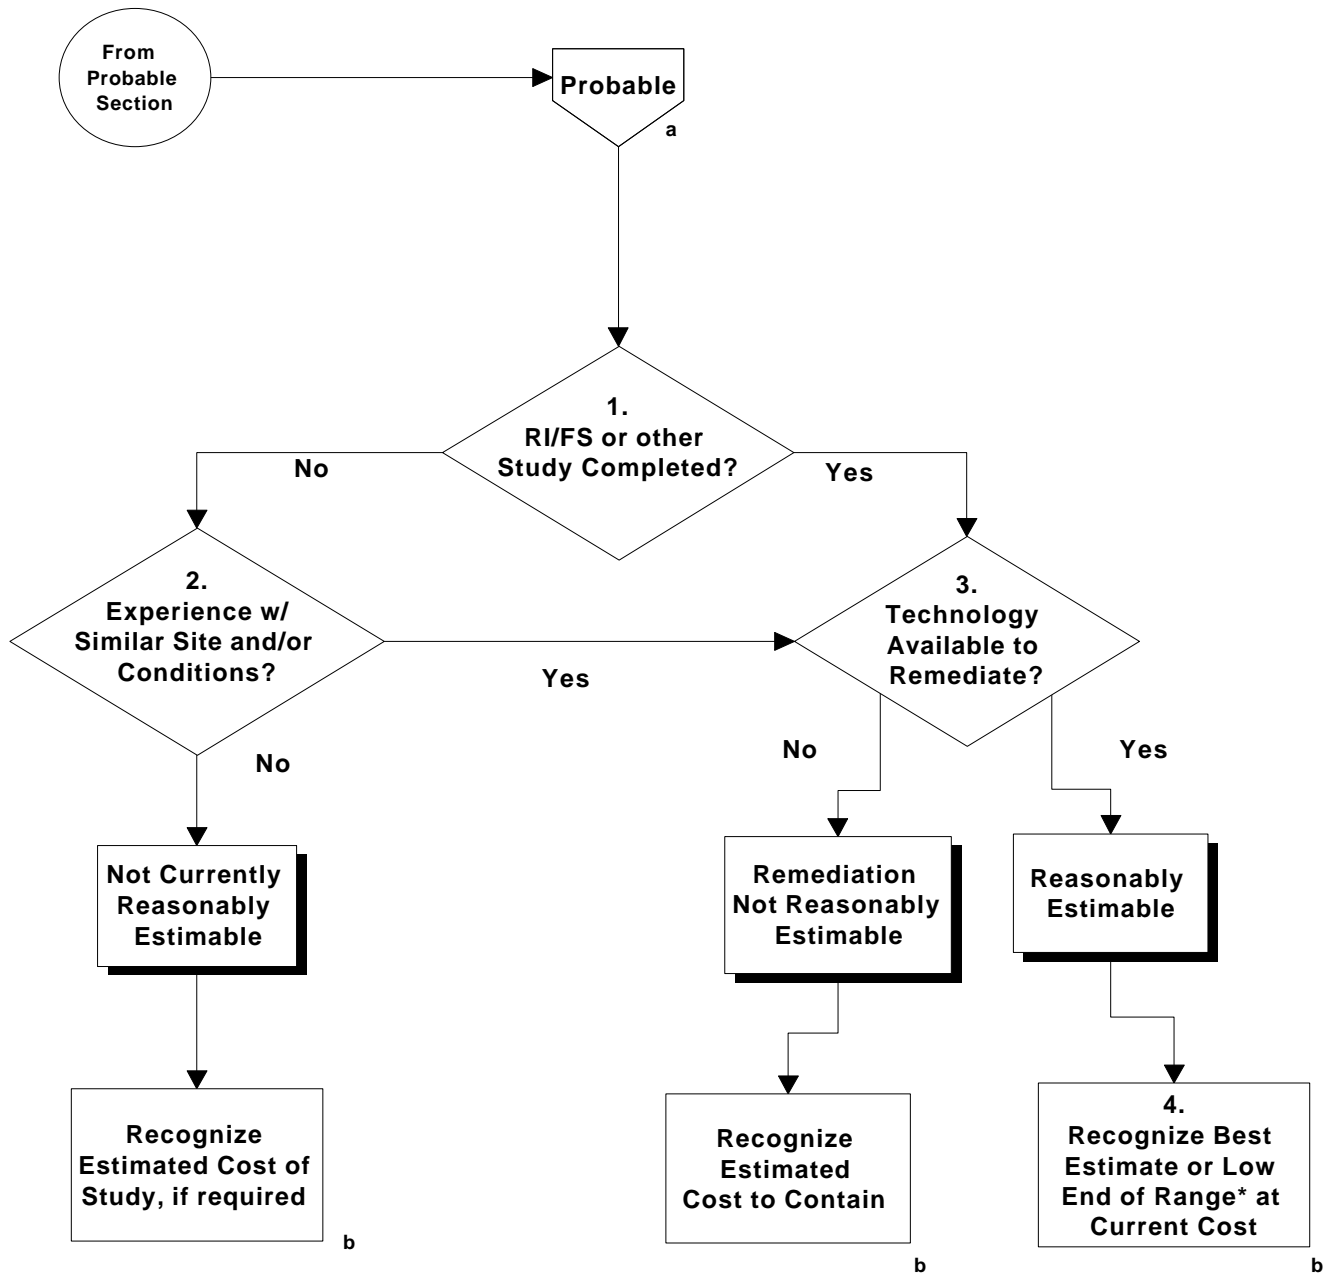 From
Probable
Section
Probable
a
1.
RI/FS or other
Study Completed?
No
Yes
2.
Experience w/
Similar Site and/or
Conditions?
Yes
3.
Technology
Available to
Remediate?
No
No
Yes
Not Currently
Reasonably
Estimable
Remediation
Not Reasonably
Estimable
Reasonably
Estimable
Recognize
Estimated Cost of
Study, if required
b
Recognize
Estimated
Cost to Contain
b
4.
Recognize Best
Estimate or Low
End of Range* at
Current Cost
b